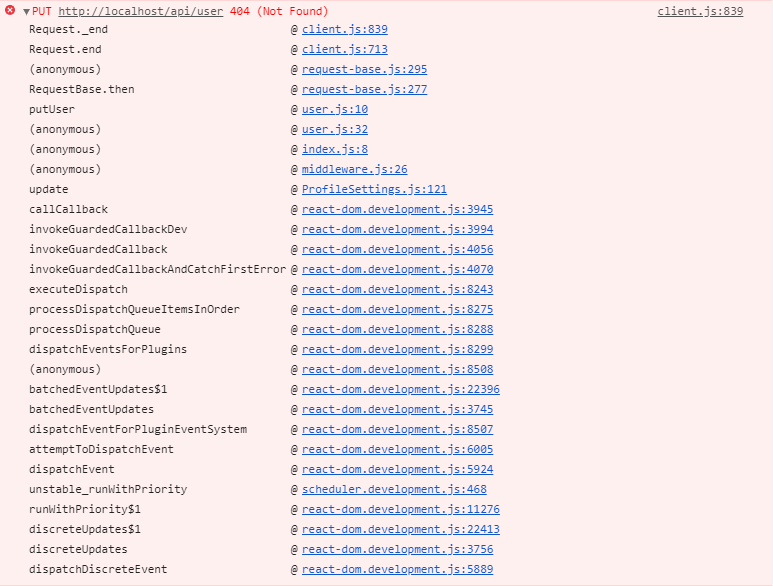 ▼PUT http://localhost/api/user 404 (Not Found) client.js:839
Request._end @ client.js:839
Request.end @ client.js:713
(anonymous) @ request-base.js:295
RequestBase.then @ request-base.js:277
putUser @ user.js:10
(anonymous) @ user.js:32
(anonymous) @ index.js:8
(anonymous) @ middleware.js:26
update @ ProfileSettings.js:121
callCallback @ react-dom.development.js:3945
invokeGuardedCallbackDev @ react-dom.development.js:3994
invokeGuardedCallback @ react-dom.development.js:4056
invokeGuardedCallbackAndCatchFirstError @ react-dom.development.js:4070
executeDispatch @ react-dom.development.js:8243
processDispatchQueueItemsInOrder @ react-dom.development.js:8275
processDispatchQueue @ react-dom.development.js:8288
dispatchEventsForPlugins @ react-dom.development.js:8299
(anonymous) @ react-dom.development.js:8508
batchedEventUpdates$1 @ react-dom.development.js:22396
batchedEventUpdates @ react-dom.development.js:3745
dispatchEventForPluginEventSystem @ react-dom.development.js:8507
attemptToDispatchEvent @ react-dom.development.js:6005
dispatchEvent @ react-dom.development.js:5924
unstable_runWithPriority @ scheduler.development.js:468
runWithPriority$1 @ react-dom.development.js:11276
discreteUpdates$1 @ react-dom.development.js:22413
discreteUpdates @ react-dom.development.js:3756
dispatchDiscreteEvent @ react-dom.development.js:5889